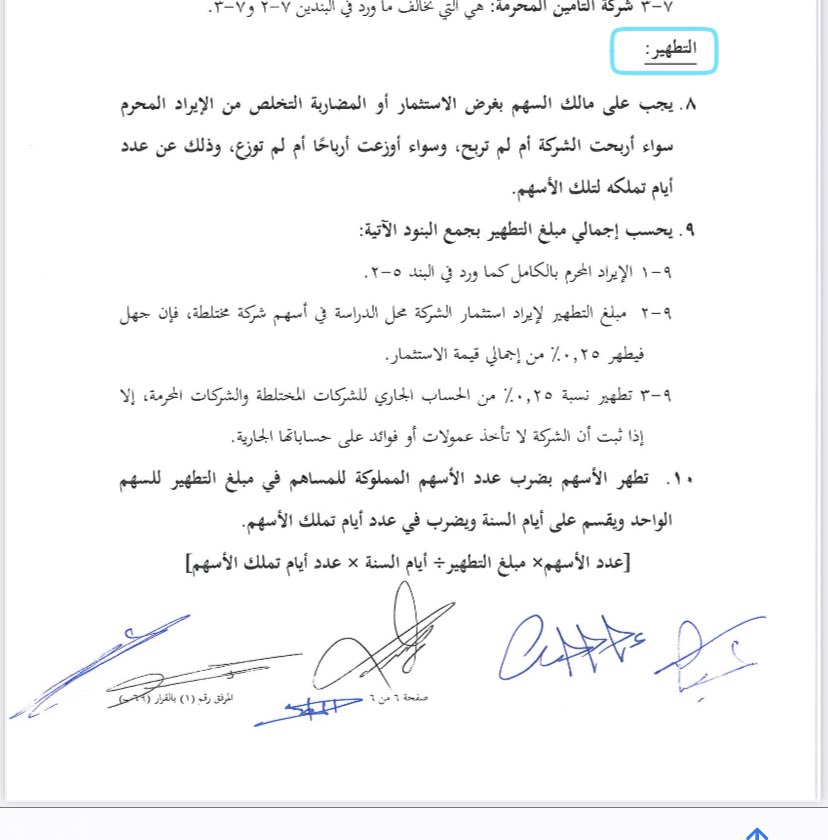 ٧-٣ شركة التأمين المحرمة: هي التي تخالف ما ورد في البندين ٧-٢ و٧-٣.
التطهير:
٨. يجب على مالك السهم بغرض الاستثمار أو المضاربة التخلص من الإيراد المحرم
سواء أربحت الشركة أم لم تربح، وسواء أوزعت أرباحًا أم لم توزع، وذلك عن عدد
أيام تملكه لتلك الأسهم.
٩. يحسب إجمالي مبلغ التطهير بجمع البنود الآتية:
٩-١ الإيراد المحرم بالكامل كما ورد في البند ٥-٢.
٩-٢ مبلغ التطهير لإيراد استثمار الشركة محل الدراسة في أسهم شركة مختلطة، فإن جهل
فيطهر ٠,٢٥٪ من إجمالي قيمة الاستثمار.
٩-٣ تطهير نسبة ٠,٢٥٪ من الحساب الجاري للشركات المختلطة والشركات المحرمة، إلا
إذا ثبت أن الشركة لا تأخذ عمولات أو فوائد على حساباتها الجارية.
١٠. تطهر الأسهم بضرب عدد الأسهم المملوكة للمساهم في مبلغ التطهير للسهم
الواحد ويقسم على أيام السنة ويضرب في عدد أيام تملك الأسهم.
[عدد الأسهم× مبلغ التطهير÷ أيام السنة × عدد أيام تملك الأسهم]
صفحة ٦ من ٦
المرفق رقم (١) بالقرار